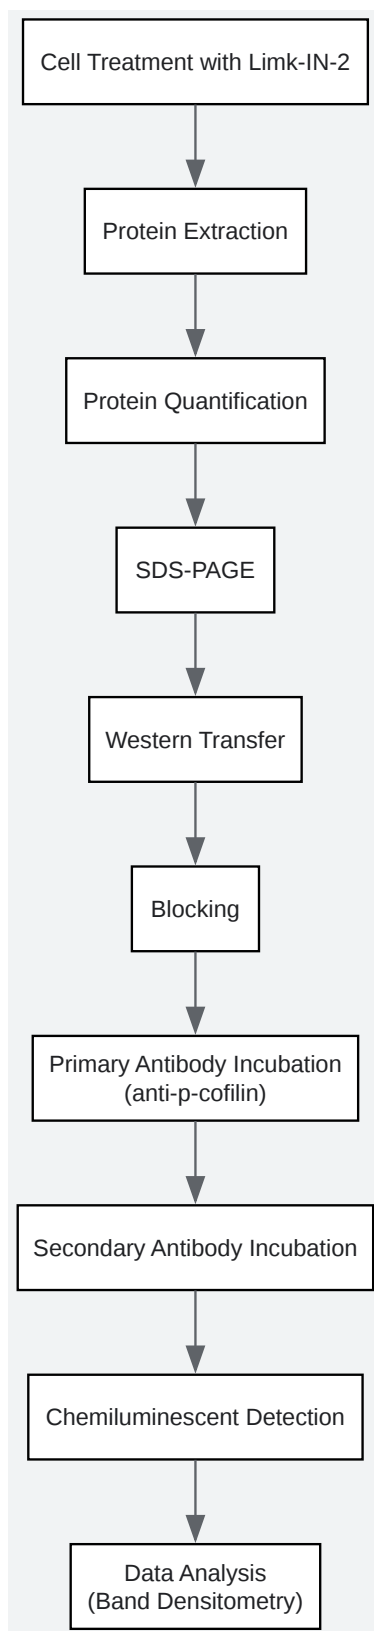 Cell Treatment with Limk-IN-2
Protein Extraction
Protein Quantification
SDS-PAGE
Western Transfer
Blocking
Primary Antibody Incubation
(anti-p-cofilin)
Secondary Antibody Incubation
Chemiluminescent Detection
Data Analysis
(Band Densitometry)